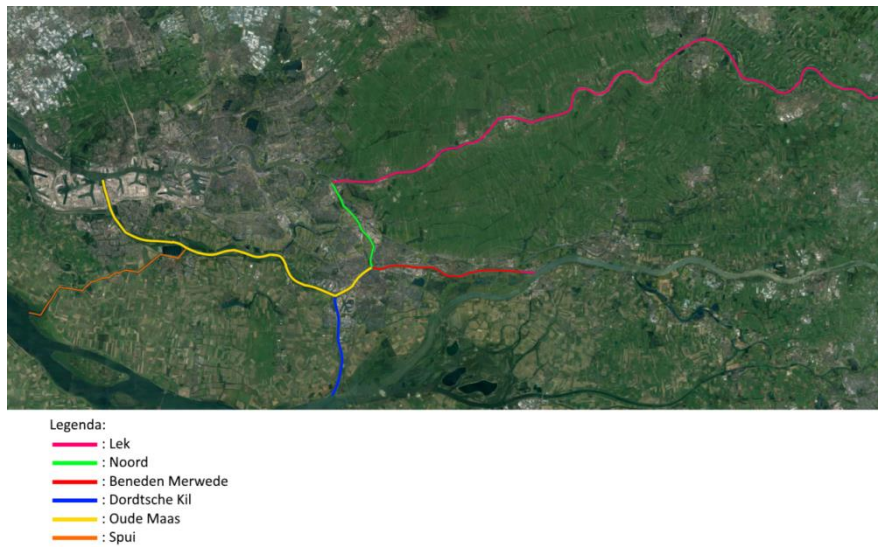 Legenda:
: Lek
: Noord
: Beneden Merwede
: Dordtsche Kil
: Oude Maas
: Spui